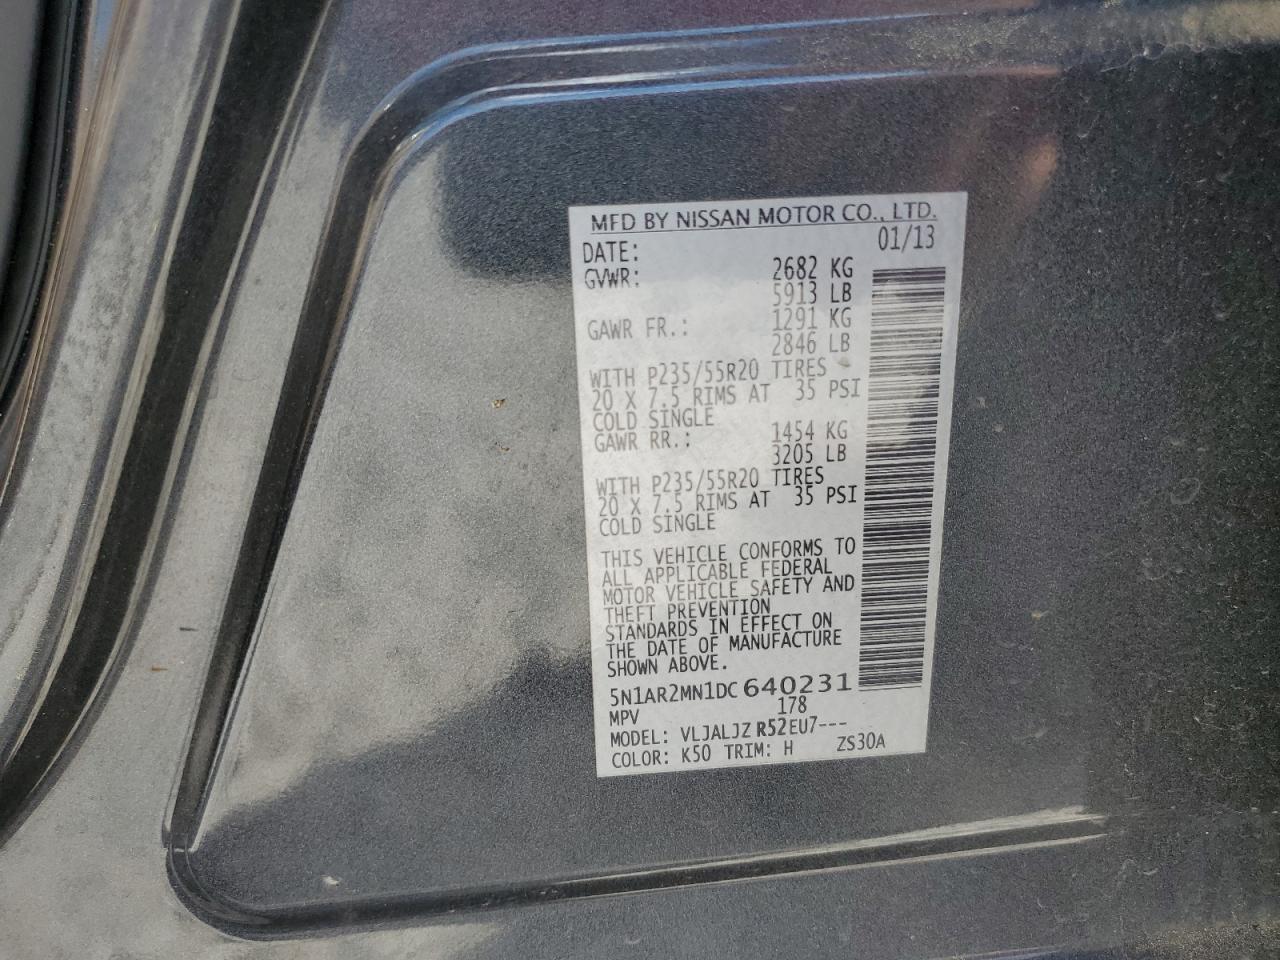 MFD BY NISSAN MOTOR CO., LTD.
DATE: 01/13
GVWR: 2682 KG
5913 LB
GAWR FR.: 1291 KG
2846 LB
WITH P235/55R20 TIRES
20 X 7.5 RIMS AT 35 PSI
COLD SINGLE
GAWR RR.: 1454 KG
3205 LB
WITH P235/55R20 TIRES
20 X 7.5 RIMS AT 35 PSI
COLD SINGLE
THIS VEHICLE CONFORMS TO
ALL APPLICABLE FEDERAL
MOTOR VEHICLE SAFETY AND
THEFT PREVENTION
STANDARDS IN EFFECT ON
THE DATE OF MANUFACTURE
SHOWN ABOVE.
5N1AR2MN1DC640231
MPV 178
MODEL: VLJALJZ R52EU7---
COLOR: K50 TRIM: H ZS30A